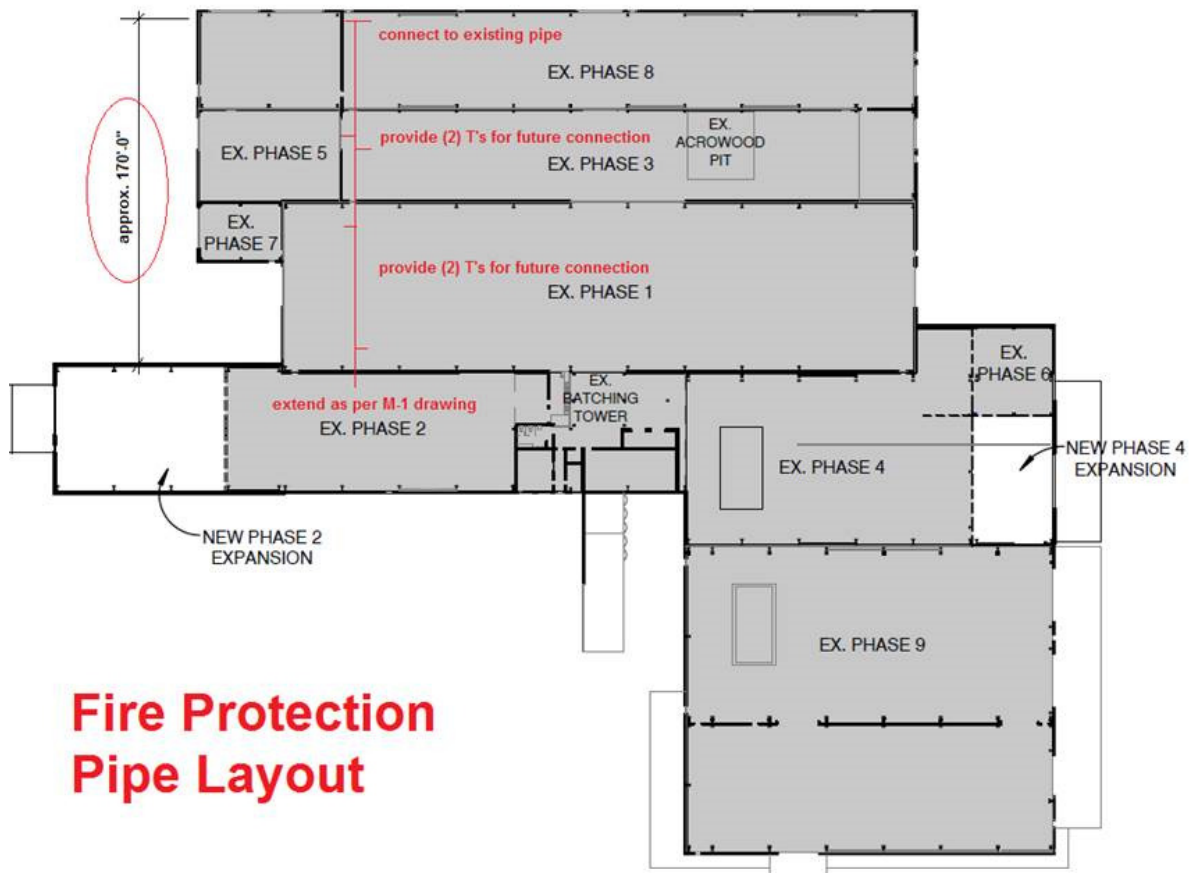 connect to existing pipe
EX. PHASE 8
approx. 170'-0"
provide (2) T's for future connection
EX. PHASE 5
EX. PHASE 3
EX.
ACROWOOD
PIT
EX.
PHASE 7
provide (2) T's for future connection
EX. PHASE 1
EX.
PHASE 6
EX.
BATCHING
TOWER
extend as per M-1 drawing
EX. PHASE 2
EX. PHASE 4
NEW PHASE 4
EXPANSION
NEW PHASE 2
EXPANSION
EX. PHASE 9
Fire Protection
Pipe Layout